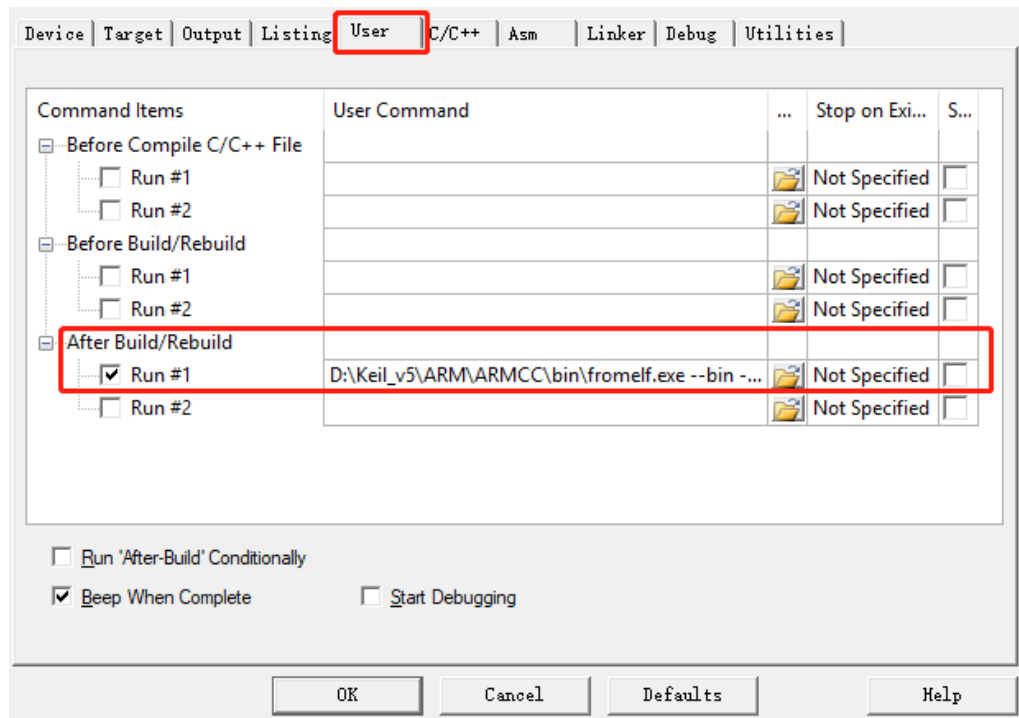 Device Target Output Listing User C/C++ Asm Linker Debug Utilities
Command Items User Command ... Stop on Exi... S...
Before Compile C/C++ File
Run #1 Not Specified
Run #2 Not Specified
Before Build/Rebuild
Run #1 Not Specified
Run #2 Not Specified
After Build/Rebuild
Run #1 D:\Keil_v5\ARM\ARMCC\bin\fromelf.exe --bin -... Not Specified
Run #2 Not Specified
Run 'After-Build' Conditionally
Beep When Complete Start Debugging
OK Cancel Defaults Help